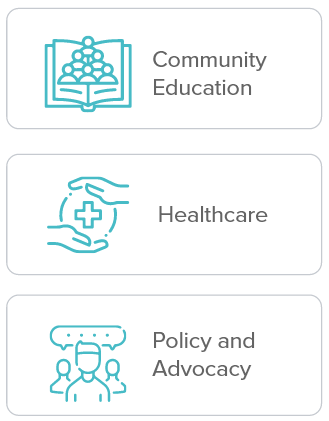 Community
Education
Healthcare
Policy and
Advocacy